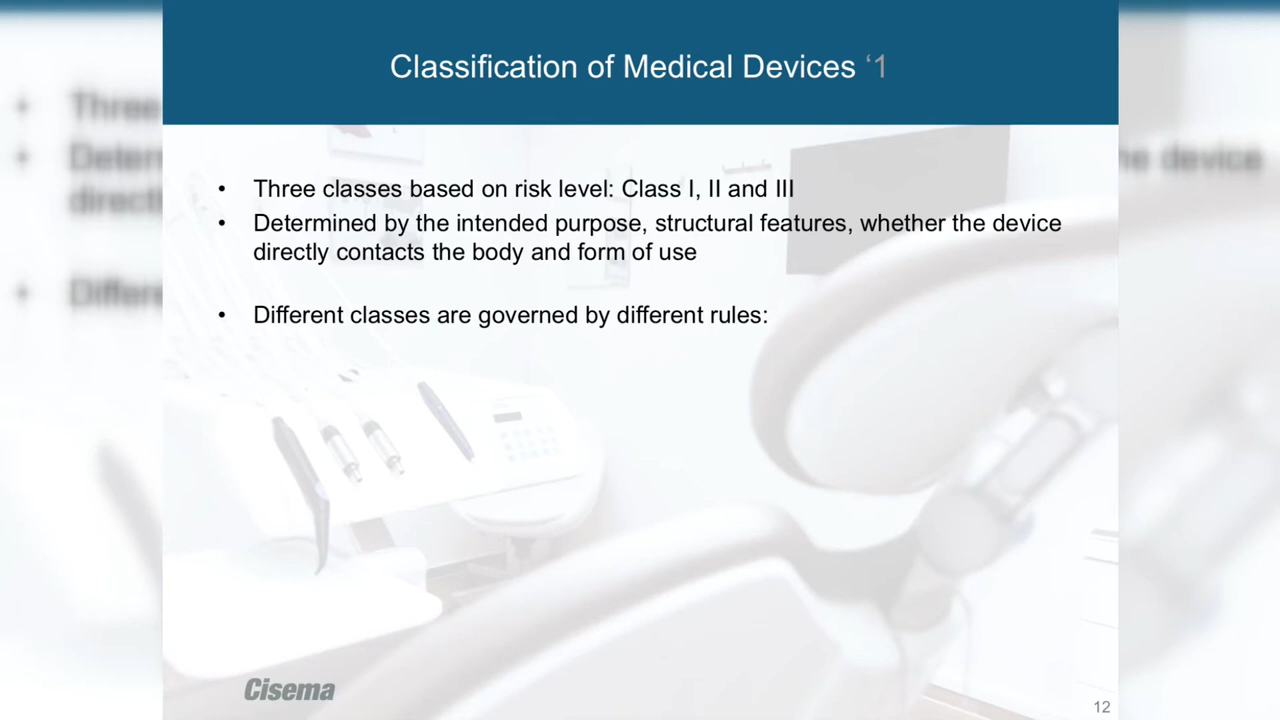 Classification of Medical Devices ‘1
• Three classes based on risk level: Class I, II and III
• Determined by the intended purpose, structural features, whether the device
directly contacts the body and form of use
• Different classes are governed by different rules:
Cisema
12